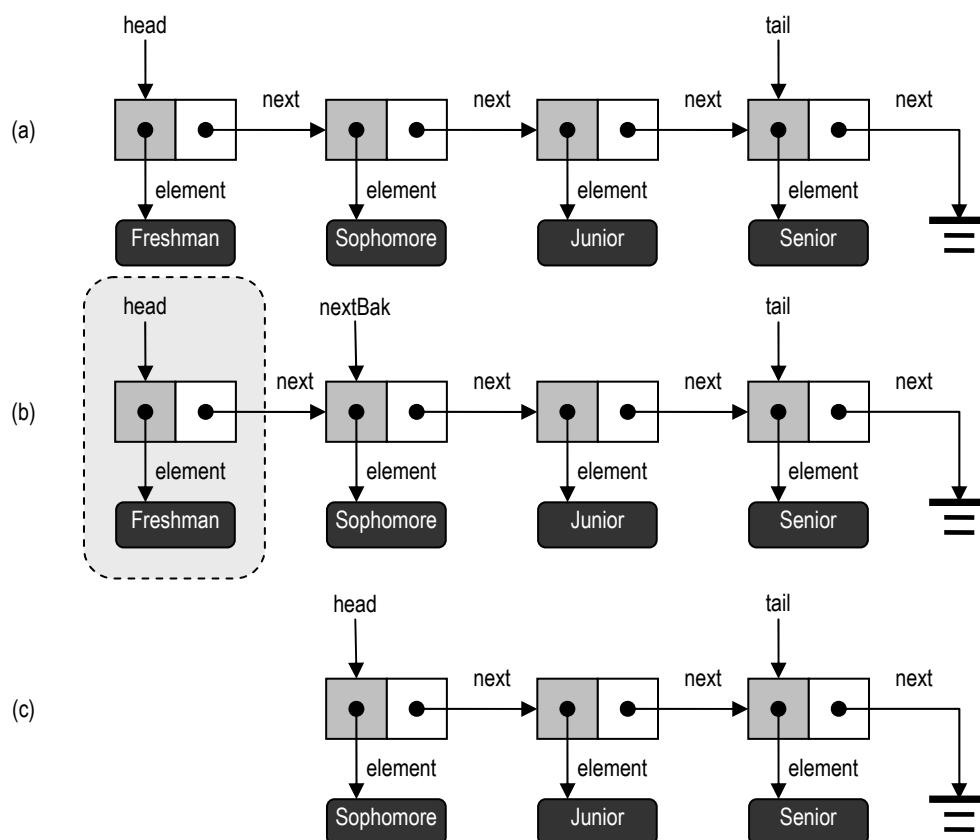 head
tail
next
next
next
next
(a)
element
element
element
element
Freshman
Sophomore
Junior
Senior
head
nextBak
tail
next
next
next
next
(b)
element
element
element
element
Freshman
Sophomore
Junior
Senior
head
tail
next
next
next
(c)
element
element
element
Sophomore
Junior
Senior